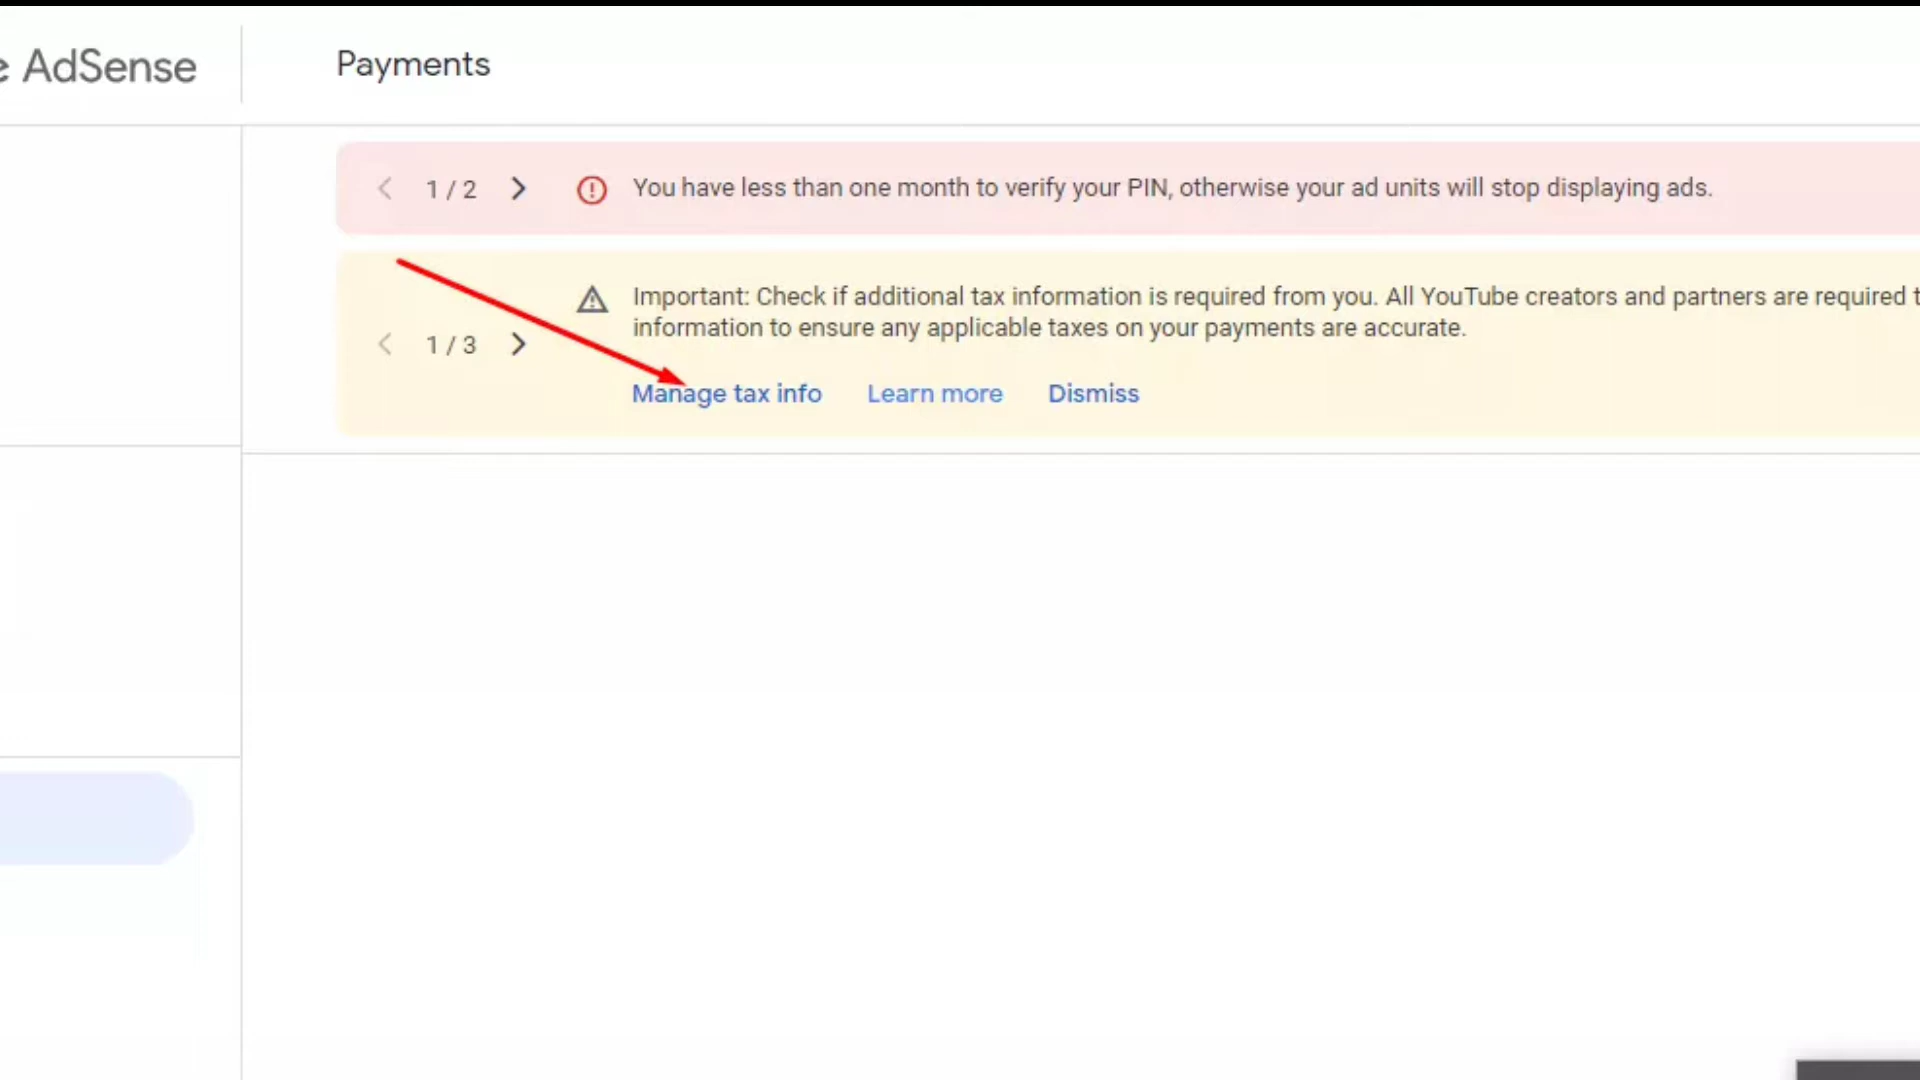 AdSense
Payments
1 / 2
You have less than one month to verify your PIN, otherwise your ad units will stop displaying ads.
Important: Check if additional tax information is required from you. All YouTube creators and partners are required
information to ensure any applicable taxes on your payments are accurate.
1 / 3
Manage tax info
Learn more
Dismiss